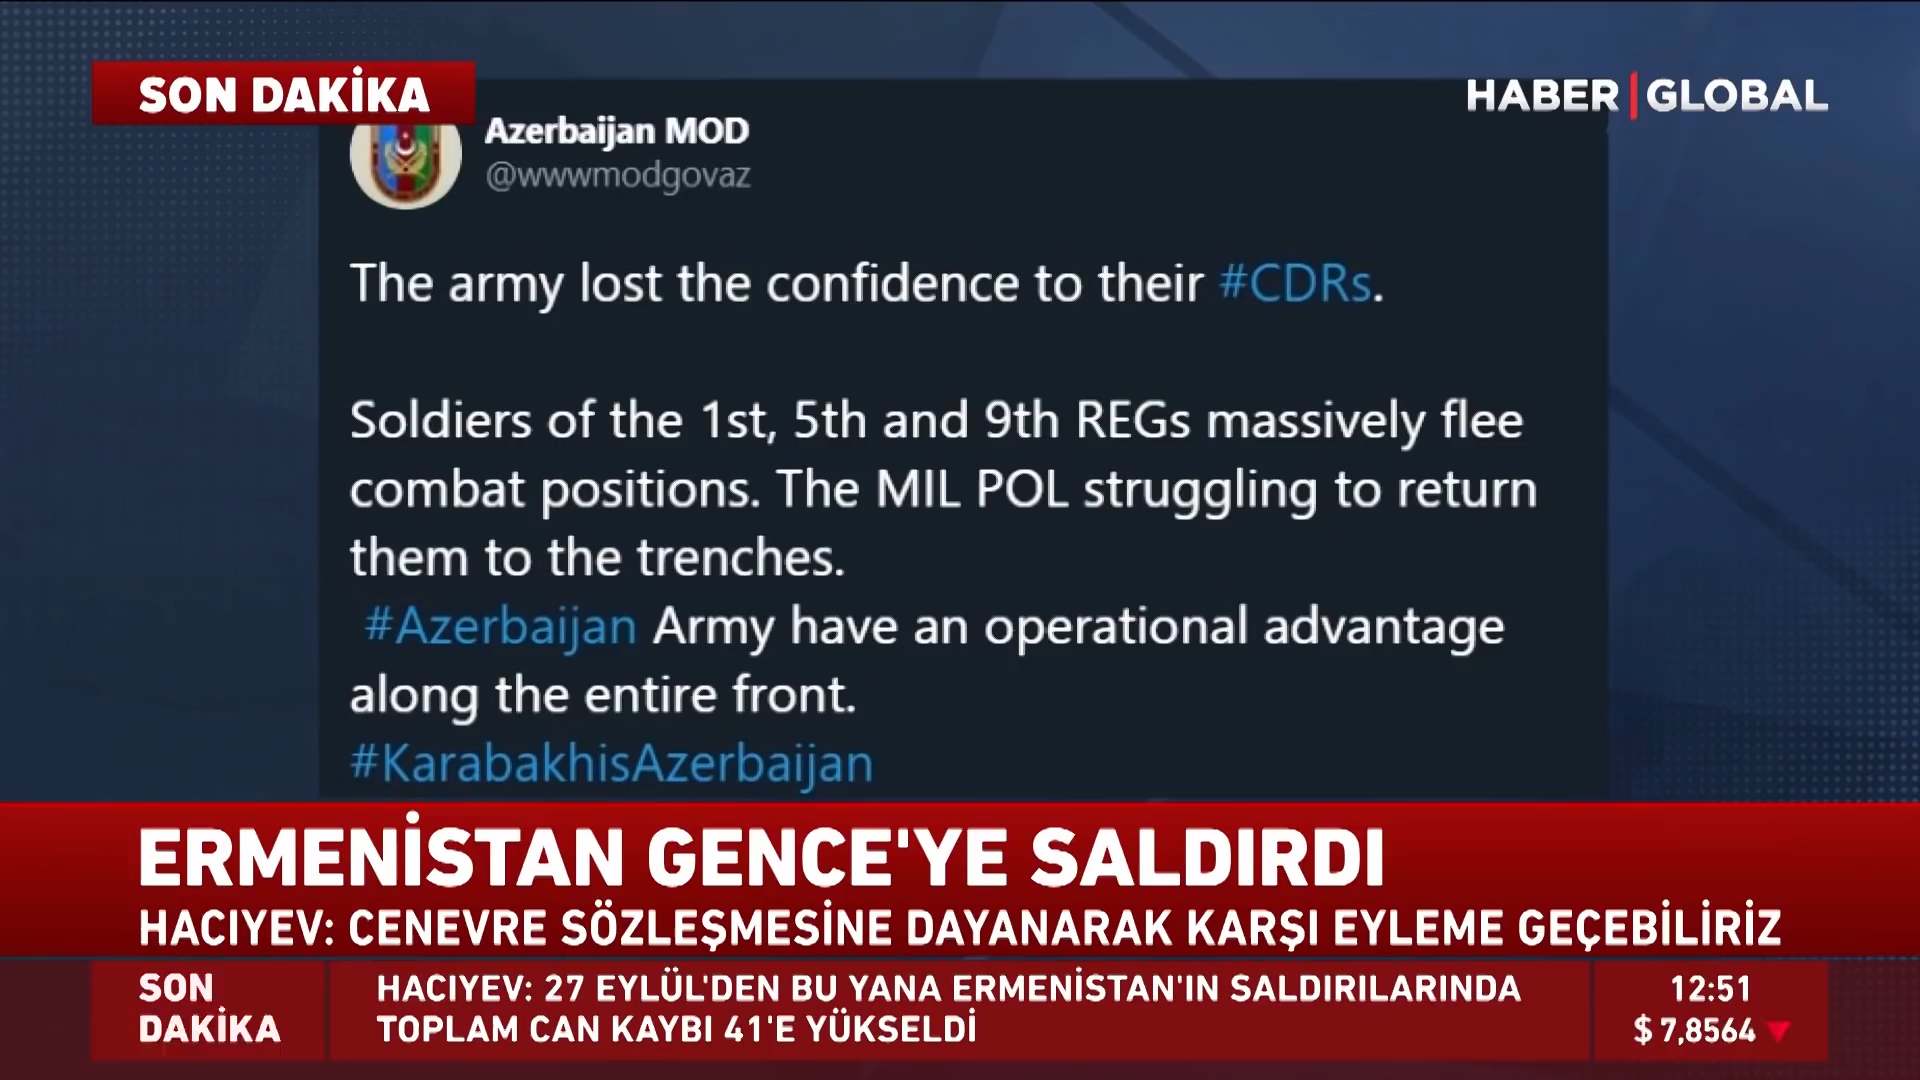 SON DAKİKA
HABER GLOBAL
Azerbaijan MOD
@wwwmodgovaz
The army lost the confidence to their #CDRs.
Soldiers of the 1st, 5th and 9th REGs massively flee
combat positions. The MIL POL struggling to return
them to the trenches.
#Azerbaijan Army have an operational advantage
along the entire front.
#KarabakhisAzerbaijan
ERMENİSTAN GENCE'YE SALDIRDI
HACIYEV: CENEVRE SÖZLEŞMESİNE DAYANARAK KARŞI EYLEME GEÇEBİLİRİZ
SON
DAKİKA
HACIYEV: 27 EYLÜL'DEN BU YANA ERMENİSTAN'IN SALDIRILARINDA
TOPLAM CAN KAYBI 41'E YÜKSELDİ
12:51
$ 7,8564